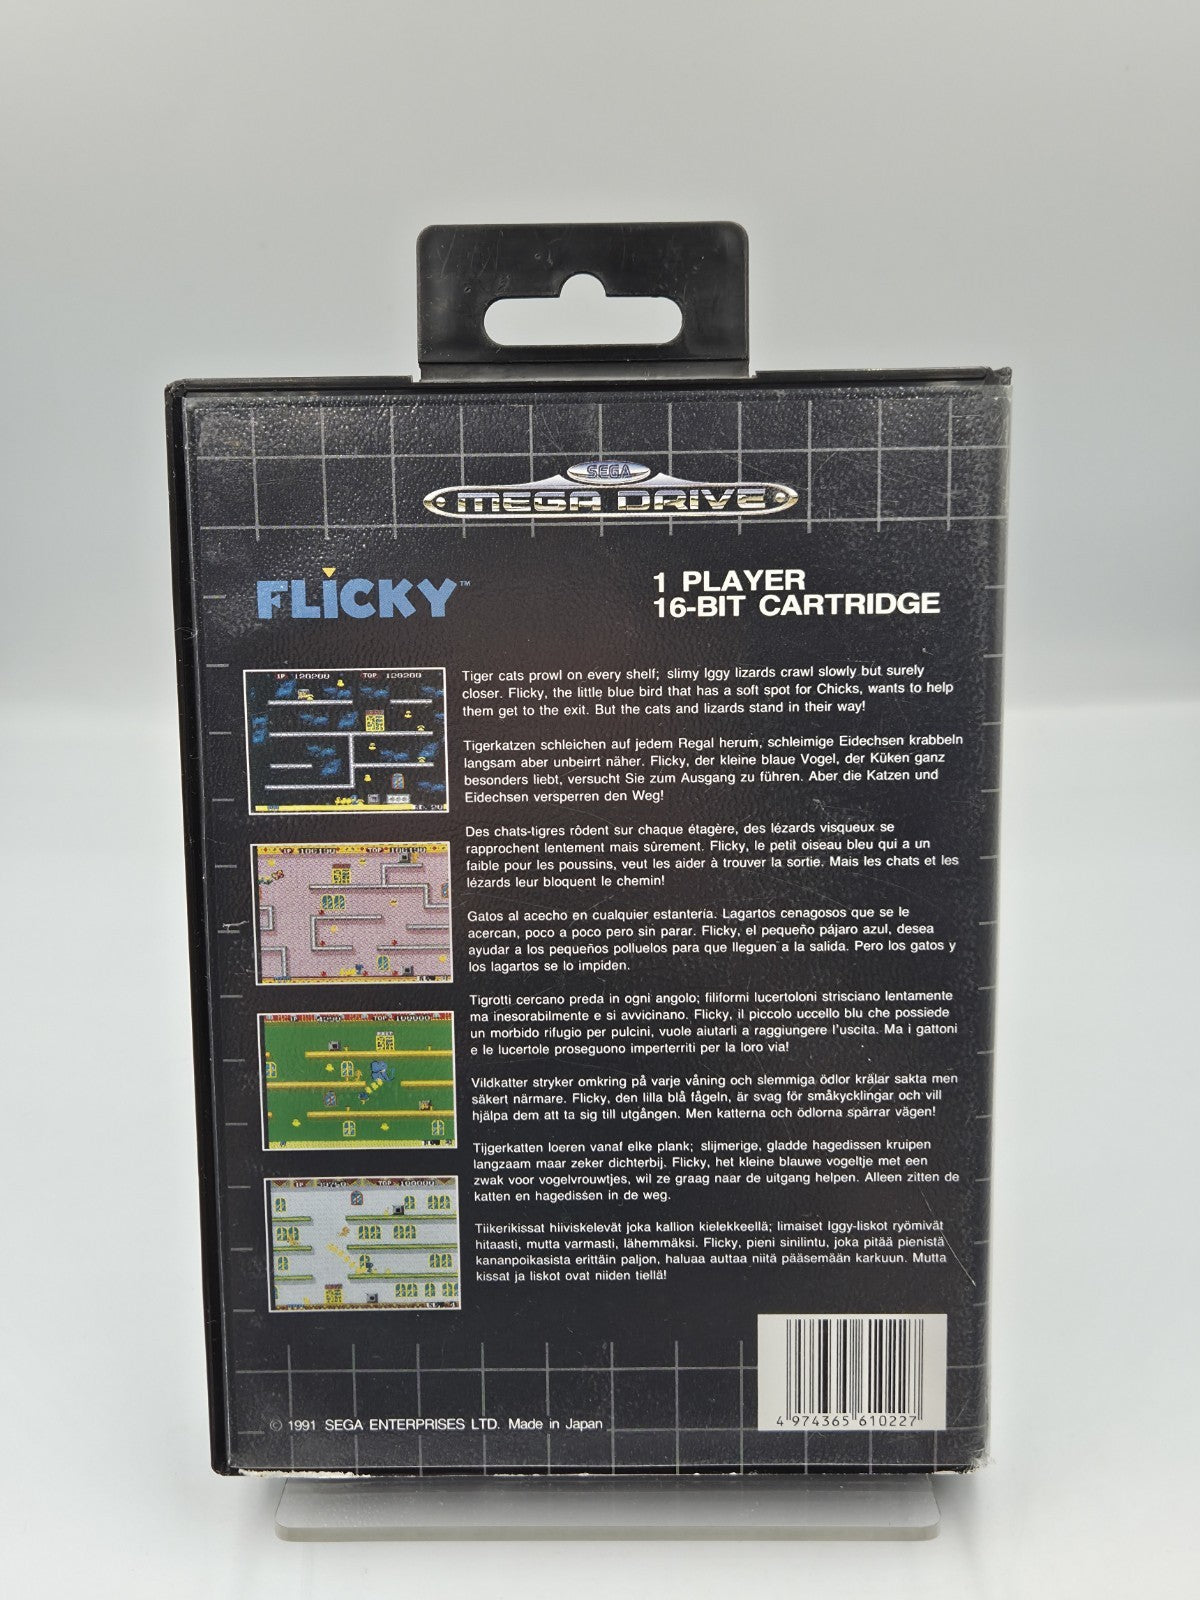 SEGA
MEGA DRIVE
FLICKY™
1 PLAYER
16-BIT CARTRIDGE
1P 120200 TOP 120200
Tiger cats prowl on every shelf; slimy Iggy lizards crawl slowly but surely
closer. Flicky, the little blue bird that has a soft spot for Chicks, wants to help
them get to the exit. But the cats and lizards stand in their way!
Tigerkatzen schleichen auf jedem Regal herum, schleimige Eidechsen krabbeln
langsam aber unbeirrt näher. Flicky, der kleine blaue Vogel, der Küken ganz
besonders liebt, versucht Sie zum Ausgang zu führen. Aber die Katzen und
Eidechsen versperren den Weg!
Des chats-tigres rôdent sur chaque étagère, des lézards visqueux se
rapprochent lentement mais sûrement. Flicky, le petit oiseau bleu qui a un
faible pour les poussins, veut les aider à trouver la sortie. Mais les chats et les
lézards leur bloquent le chemin!
Gatos al acecho en cualquier estantería. Lagartos cenagosos que se le
acercan, poco a poco pero sin parar. Flicky, el pequeño pájaro azul, desea
ayudar a los pequeños polluelos para que lleguen a la salida. Pero los gatos y
los lagartos se lo impiden.
Tigrotti cercano preda in ogni angolo; filiformi lucertoloni strisciano lentamente
ma inesorabilmente e si avvicinano. Flicky, il piccolo uccello blu che possiede
un morbido rifugio per pulcini, vuole aiutarli a raggiungere l'uscita. Ma i gattoni
e le lucertole proseguono imperterriti per la loro via!
TOP 100000
Vildkatter stryker omkring på varje våning och slemmiga ödlor krälar sakta men
säkert närmare. Flicky, den lilla blå fågeln, är svag för småkycklingar och vill
hjälpa dem att ta sig till utgången. Men katterna och ödlorna spärrar vägen!
Tijgerkatten loeren vanaf elke plank; slijmerige, gladde hagedissen kruipen
langzaam maar zeker dichterbij. Flicky, het kleine blauwe vogeltje met een
zwak voor vogelvrouwtjes, wil ze graag naar de uitgang helpen. Alleen zitten de
katten en hagedissen in de weg.
TOP 100000
Tiikerikissat hiiviskelevät joka kallion kielekkeellä; limaiset Iggy-liskot ryömivät
hitaasti, mutta varmasti, lähemmäksi. Flicky, pieni sinilintu, joka pitää pienistä
kananpoikasista erittäin paljon, haluaa auttaa niitä pääsemään karkuun. Mutta
kissat ja liskot ovat niiden tiellä!
© 1991 SEGA ENTERPRISES LTD. Made in Japan
4 974365 610227